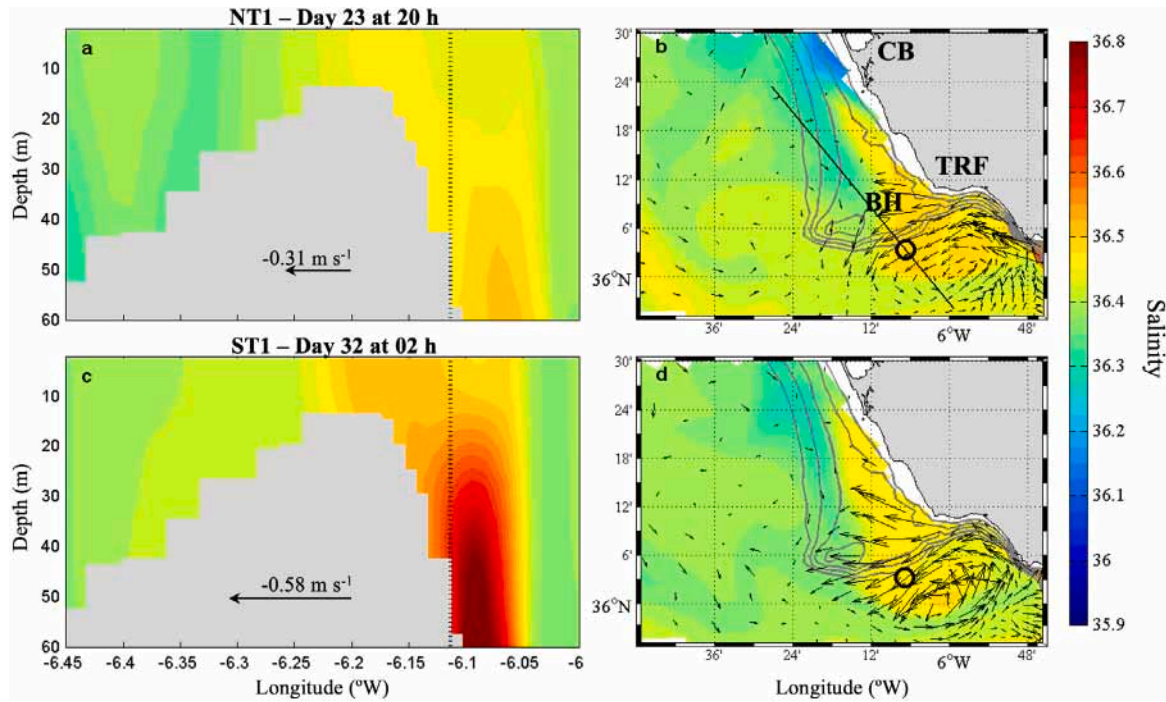 NT1 – Day 23 at 20 h
a
10
20
30
40
50
60
Depth (m)
-0.31 m s⁻¹
b
CB
TRF
BH
30'
24'
18'
12'
6'
36°N
36'
24'
12'
6°W
48'
ST1 – Day 32 at 02 h
c
10
20
30
40
50
60
Depth (m)
-0.58 m s⁻¹
-6.45
-6.4
-6.35
-6.3
-6.25
-6.2
-6.15
-6.1
-6.05
-6
Longitude (ºW)
d
30'
24'
18'
12'
6'
36°N
36'
24'
12'
6°W
48'
Longitude (ºW)
36.8
36.7
36.6
36.5
36.4
36.3
36.2
36.1
36
35.9
Salinity